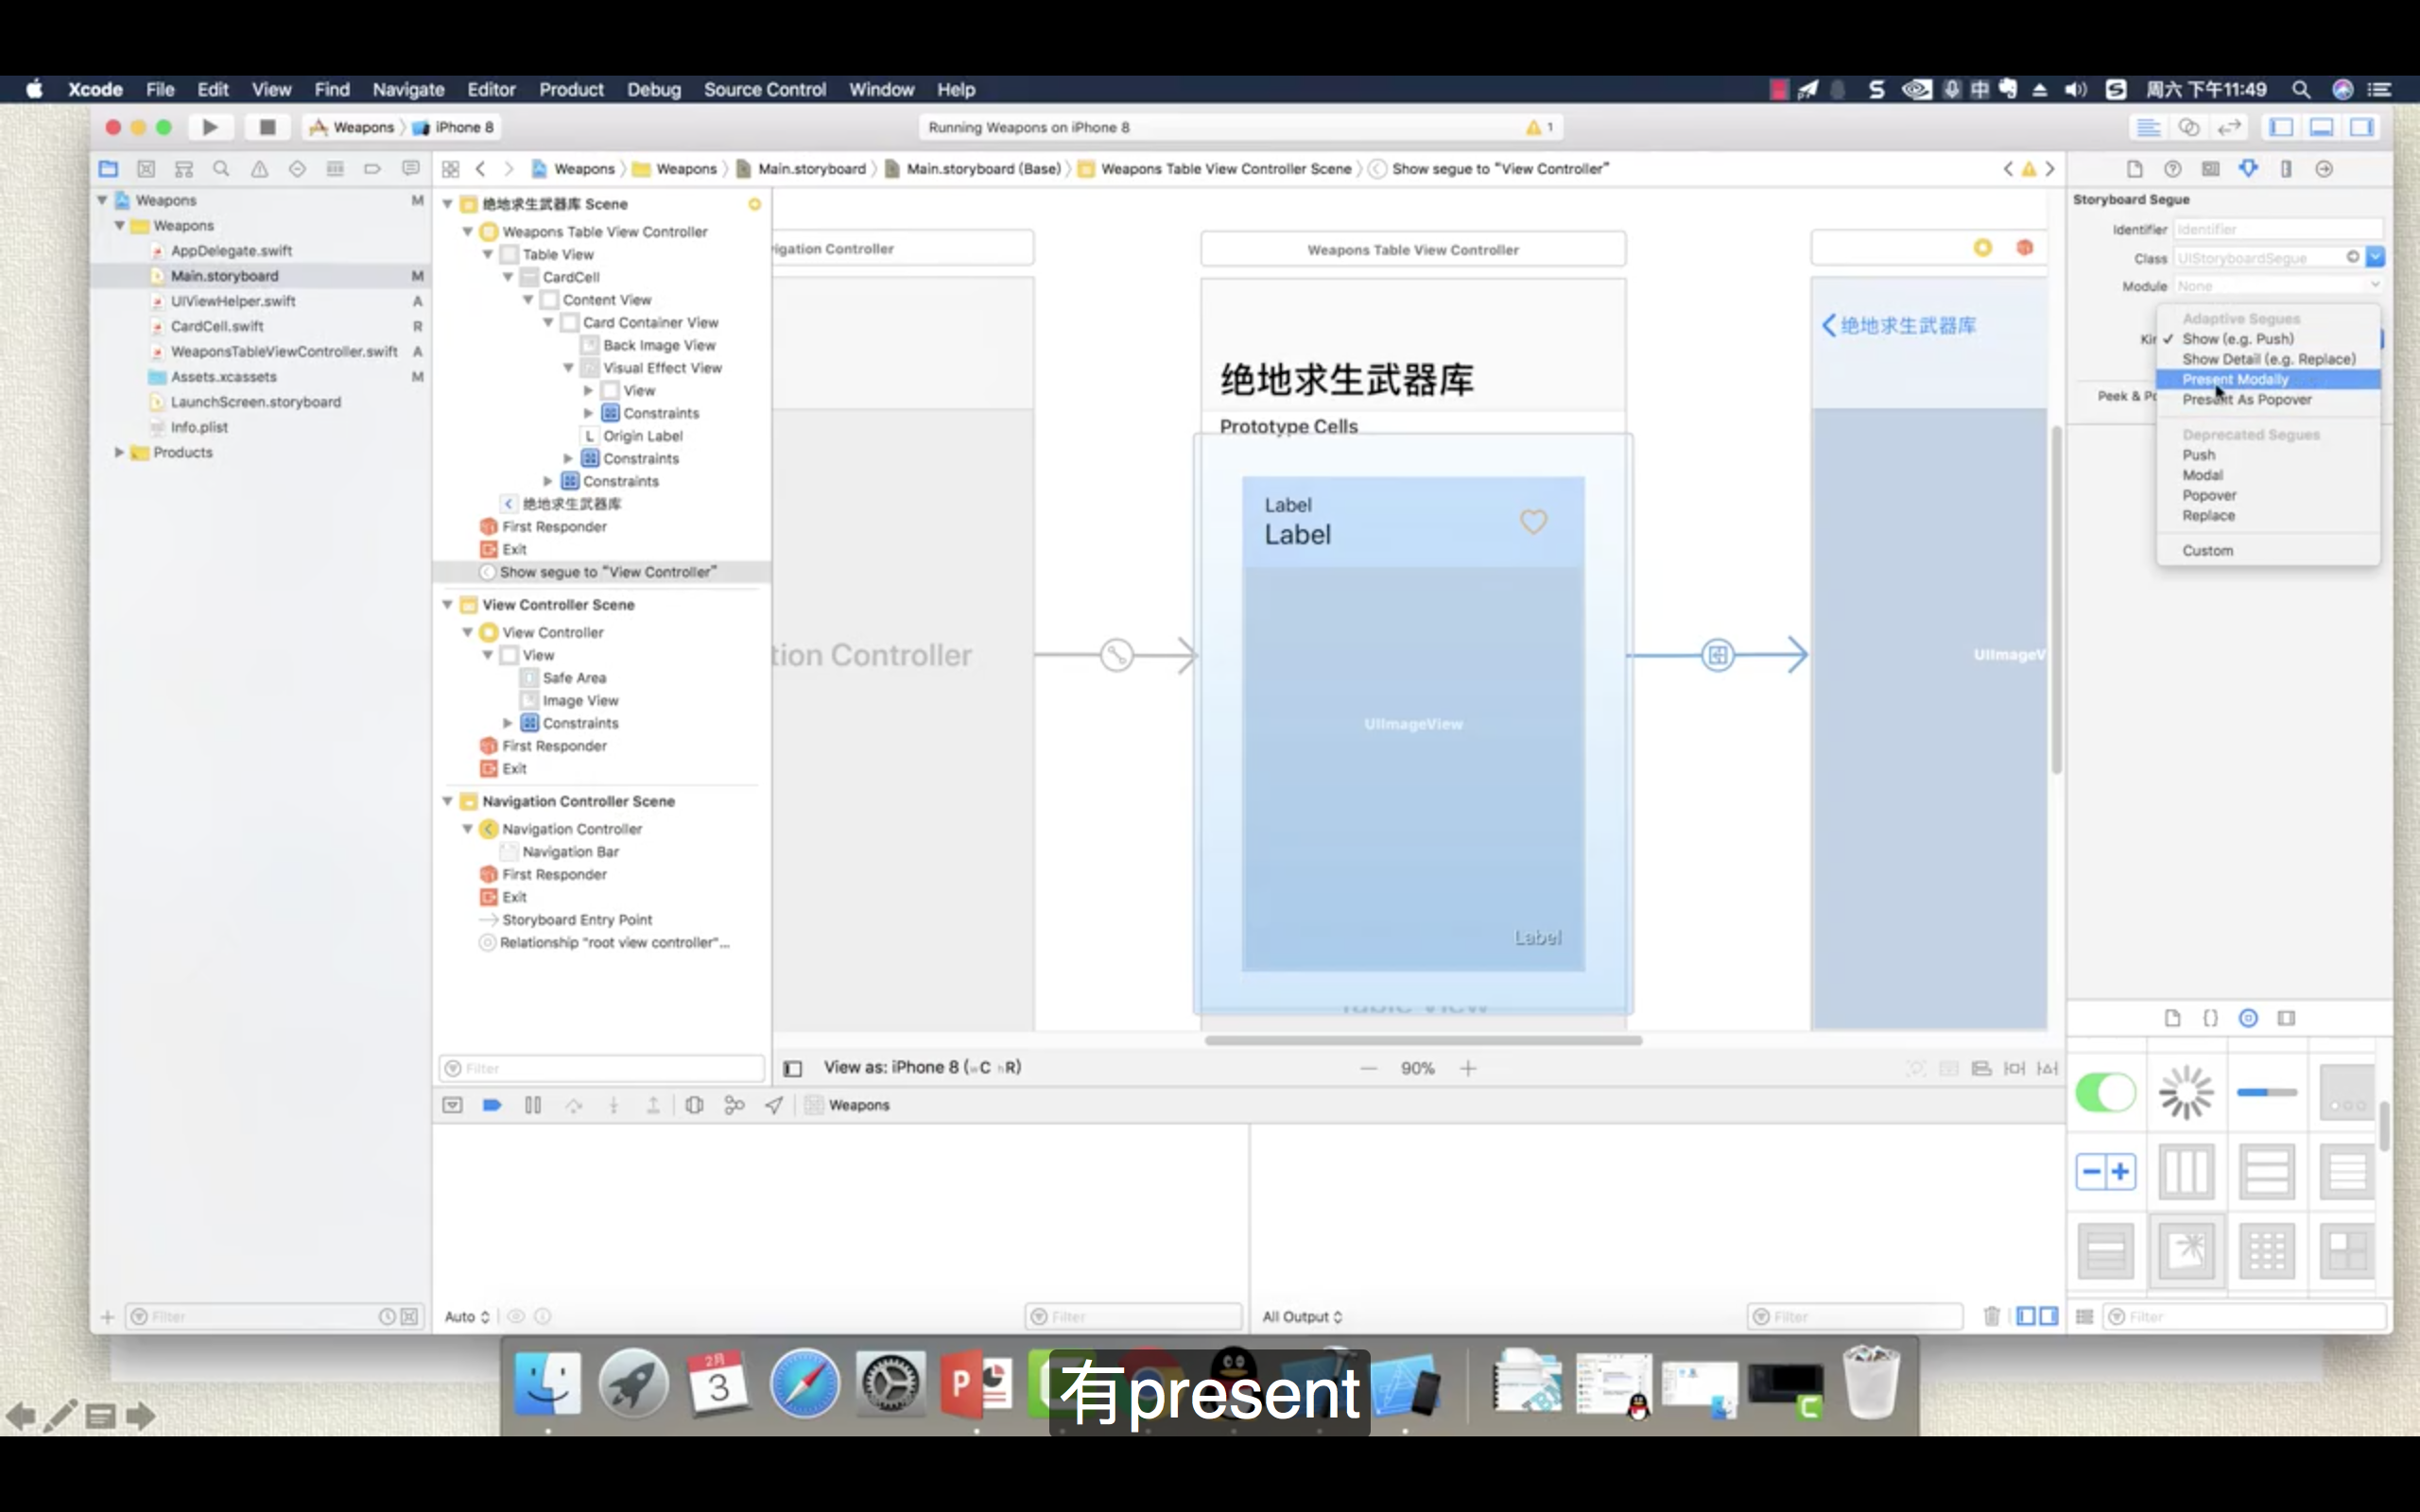 Xcode File Edit View Find Navigate Editor Product Debug Source Control Window Help
中 周六 下午11:49
Weapons iPhone 8
Running Weapons on iPhone 8
1
Weapons Weapons Main.storyboard Main.storyboard (Base) Weapons Table View Controller Scene Show segue to "View Controller"
Weapons M
Weapons
AppDelegate.swift
Main.storyboard M
UIViewHelper.swift A
CardCell.swift R
WeaponsTableViewController.swift A
Assets.xcassets M
LaunchScreen.storyboard
Info.plist
Products
Filter
绝地求生武器库 Scene
Weapons Table View Controller
Table View
CardCell
Content View
Card Container View
Back Image View
Visual Effect View
View
Constraints
L Origin Label
Constraints
Constraints
绝地求生武器库
First Responder
Exit
Show segue to "View Controller"
View Controller Scene
View Controller
View
Safe Area
Image View
Constraints
First Responder
Exit
Navigation Controller Scene
Navigation Controller
Navigation Bar
First Responder
Exit
Storyboard Entry Point
Relationship "root view controller"...
Filter
igation Controller
tion Controller
Weapons Table View Controller
绝地求生武器库
Prototype Cells
Label
Label
UIImageView
Label
Table View
绝地求生武器库
UIImageV
View as: iPhone 8 (wC hR)
90%
Weapons
Auto
Filter
All Output
Filter
Storyboard Segue
Identifier Identifier
Class UIStoryboardSegue
Module None
Kin
Peek & Po
Adaptive Segues
✓ Show (e.g. Push)
Show Detail (e.g. Replace)
Present Modally
Present As Popover
Deprecated Segues
Push
Modal
Popover
Replace
Custom
Filter
2月
3
有present